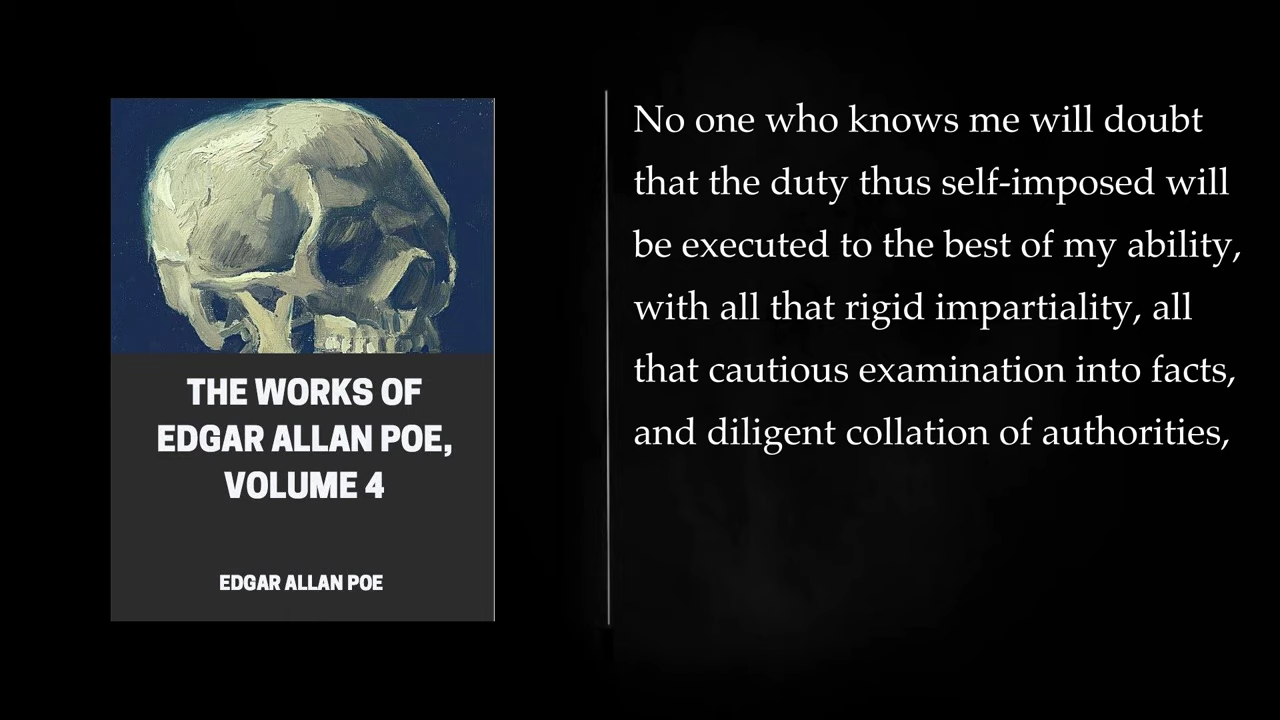 THE WORKS OF
EDGAR ALLAN POE,
VOLUME 4
EDGAR ALLAN POE
No one who knows me will doubt
that the duty thus self-imposed will
be executed to the best of my ability,
with all that rigid impartiality, all
that cautious examination into facts,
and diligent collation of authorities,